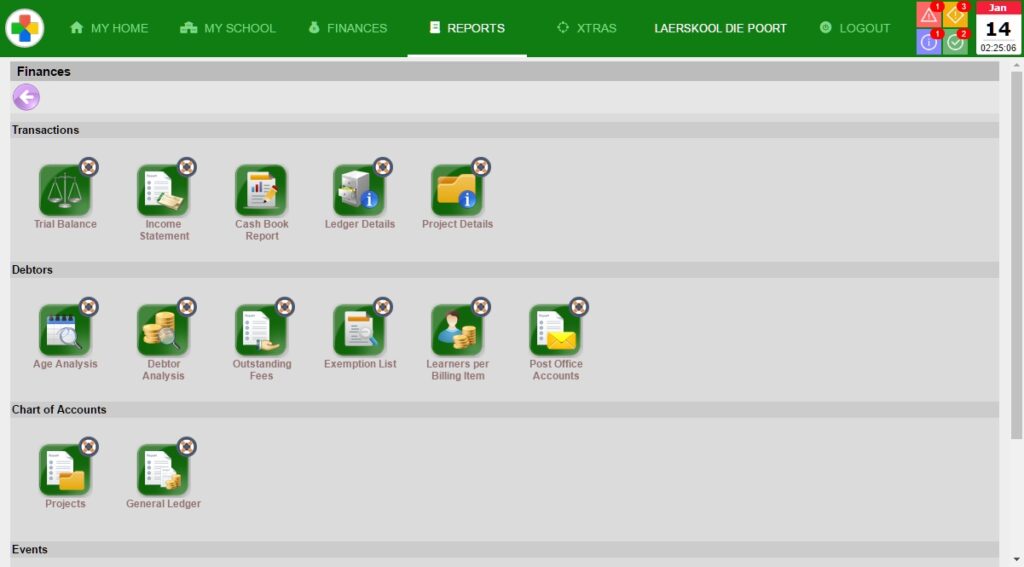 MY HOME MY SCHOOL FINANCES REPORTS XTRAS LAERSKOOL DIE POORT LOGOUT
1 3 1 2
Jan
14
02:25:06
Finances
Transactions
Trial Balance Income Statement Cash Book Report Ledger Details Project Details
Debtors
Age Analysis Debtor Analysis Outstanding Fees Exemption List Learners per Billing Item Post Office Accounts
Chart of Accounts
Projects General Ledger
Events